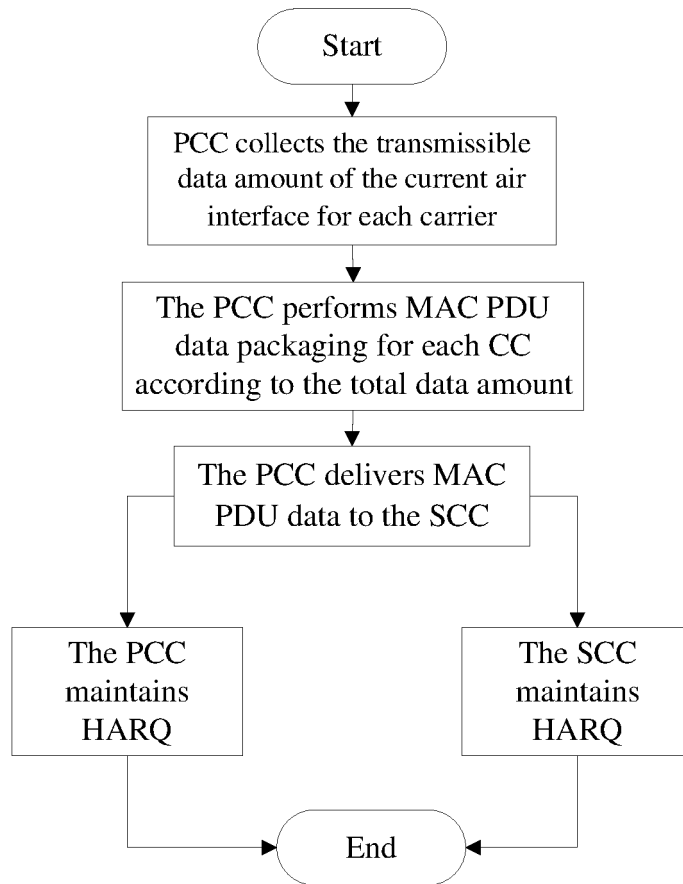 Start
PCC collects the transmissible
data amount of the current air
interface for each carrier
The PCC performs MAC PDU
data packaging for each CC
according to the total data amount
The PCC delivers MAC
PDU data to the SCC
The PCC
maintains
HARQ
The SCC
maintains
HARQ
End